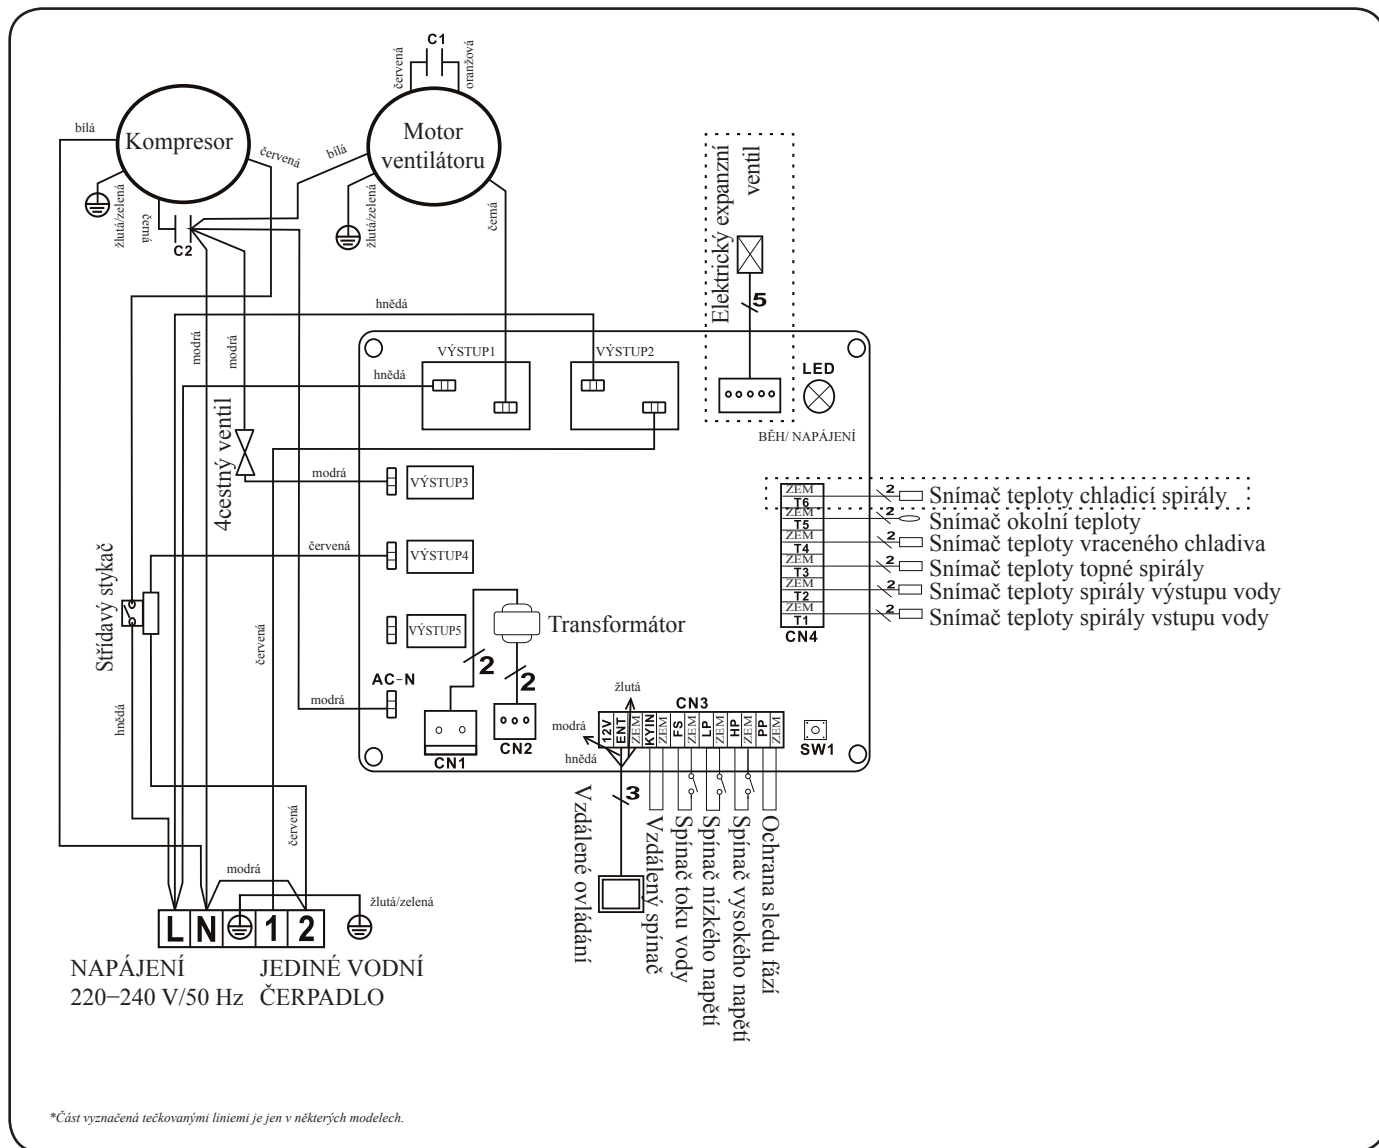 C1
červená
oranžová
bílá
Kompresor
Motor
ventilátoru
červená
bílá
žlutá/zelená
černá
C2
žlutá/zelená
černá
Elektrický expanzní
ventil
5
hnědá
modrá
modrá
VÝSTUP1
VÝSTUP2
LED
hnědá
BĚH/ NAPÁJENÍ
4cestný ventil
modrá
VÝSTUP3
ZEM
T6
2
Snímač teploty chladicí spirály
ZEM
T5
2
Snímač okolní teploty
ZEM
T4
2
Snímač teploty vraceného chladiva
ZEM
T3
2
Snímač teploty topné spirály
ZEM
T2
2
Snímač teploty spirály výstupu vody
ZEM
T1
2
Snímač teploty spirály vstupu vody
CN4
červená
VÝSTUP4
Střídavý stykač
VÝSTUP5
Transformátor
červená
2
2
AC-N
modrá
hnědá
CN1
CN2
žlutá
CN3
modrá
hnědá
12V
ENT
ZEM
KYIN
ZEM
FS
ZEM
LP
ZEM
HP
ZEM
PP
ZEM
SW1
3
Vzdálené ovládání
Vzdálený spínač
Spínač toku vody
Spínač nízkého napětí
Spínač vysokého napětí
Ochrana sledu fází
červená
modrá
žlutá/zelená
L N 1 2
NAPÁJENÍ
220–240 V/50 Hz
JEDINÉ VODNÍ
ČERPADLO
*Část vyznačená tečkovanými liniemi je jen v některých modelech.